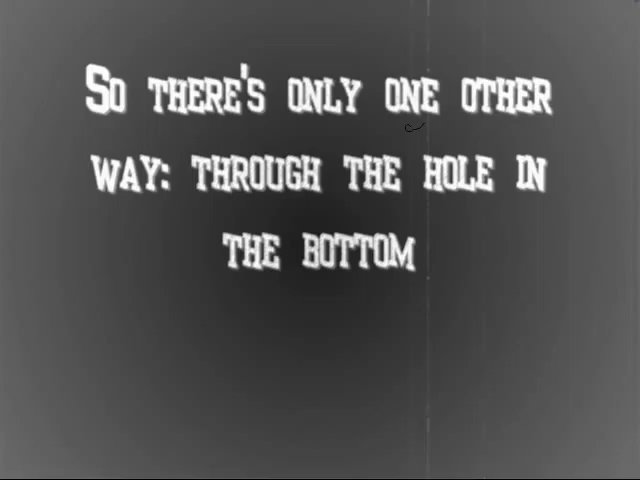 So there's only one other
way: through the hole in
the bottom